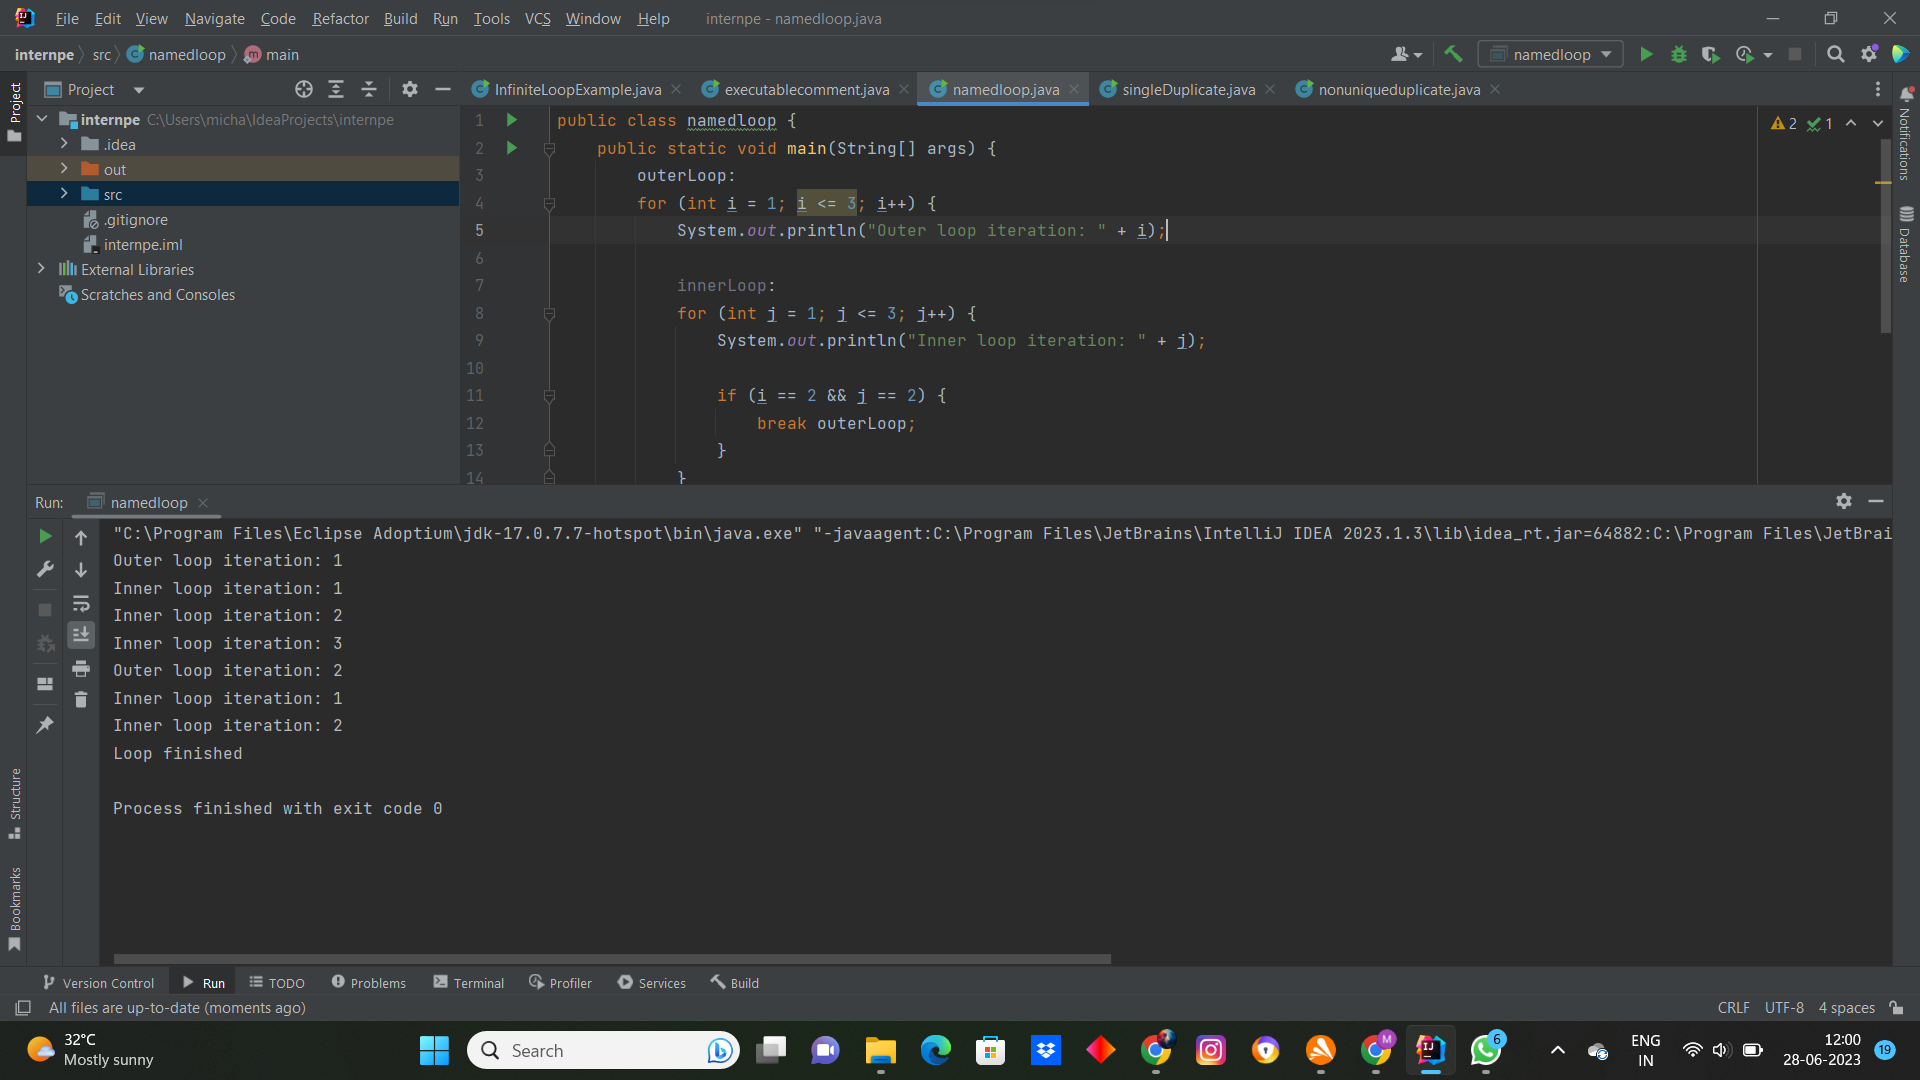 File Edit View Navigate Code Refactor Build Run Tools VCS Window Help internpe - namedloop.java
internpe src namedloop main
namedloop
Project
InfiniteLoopExample.java executablecomment.java namedloop.java singleDuplicate.java nonuniqueduplicate.java
internpe C:\Users\micha\IdeaProjects\internpe
.idea
out
src
.gitignore
internpe.iml
External Libraries
Scratches and Consoles
1 public class namedloop {
2 public static void main(String[] args) {
3 outerLoop:
4 for (int i = 1; i <= 3; i++) {
5 System.out.println("Outer loop iteration: " + i);
6
7 innerLoop:
8 for (int j = 1; j <= 3; j++) {
9 System.out.println("Inner loop iteration: " + j);
10
11 if (i == 2 && j == 2) {
12 break outerLoop;
13 }
14 }
2 1
Project
Structure
Bookmarks
Notifications
Database
Run: namedloop
"C:\Program Files\Eclipse Adoptium\jdk-17.0.7.7-hotspot\bin\java.exe" "-javaagent:C:\Program Files\JetBrains\IntelliJ IDEA 2023.1.3\lib\idea_rt.jar=64882:C:\Program Files\JetBrai
Outer loop iteration: 1
Inner loop iteration: 1
Inner loop iteration: 2
Inner loop iteration: 3
Outer loop iteration: 2
Inner loop iteration: 1
Inner loop iteration: 2
Loop finished
Process finished with exit code 0
Version Control Run TODO Problems Terminal Profiler Services Build
All files are up-to-date (moments ago) CRLF UTF-8 4 spaces
32°C
Mostly sunny
Search
M
6
ENG
IN
12:00
28-06-2023
19